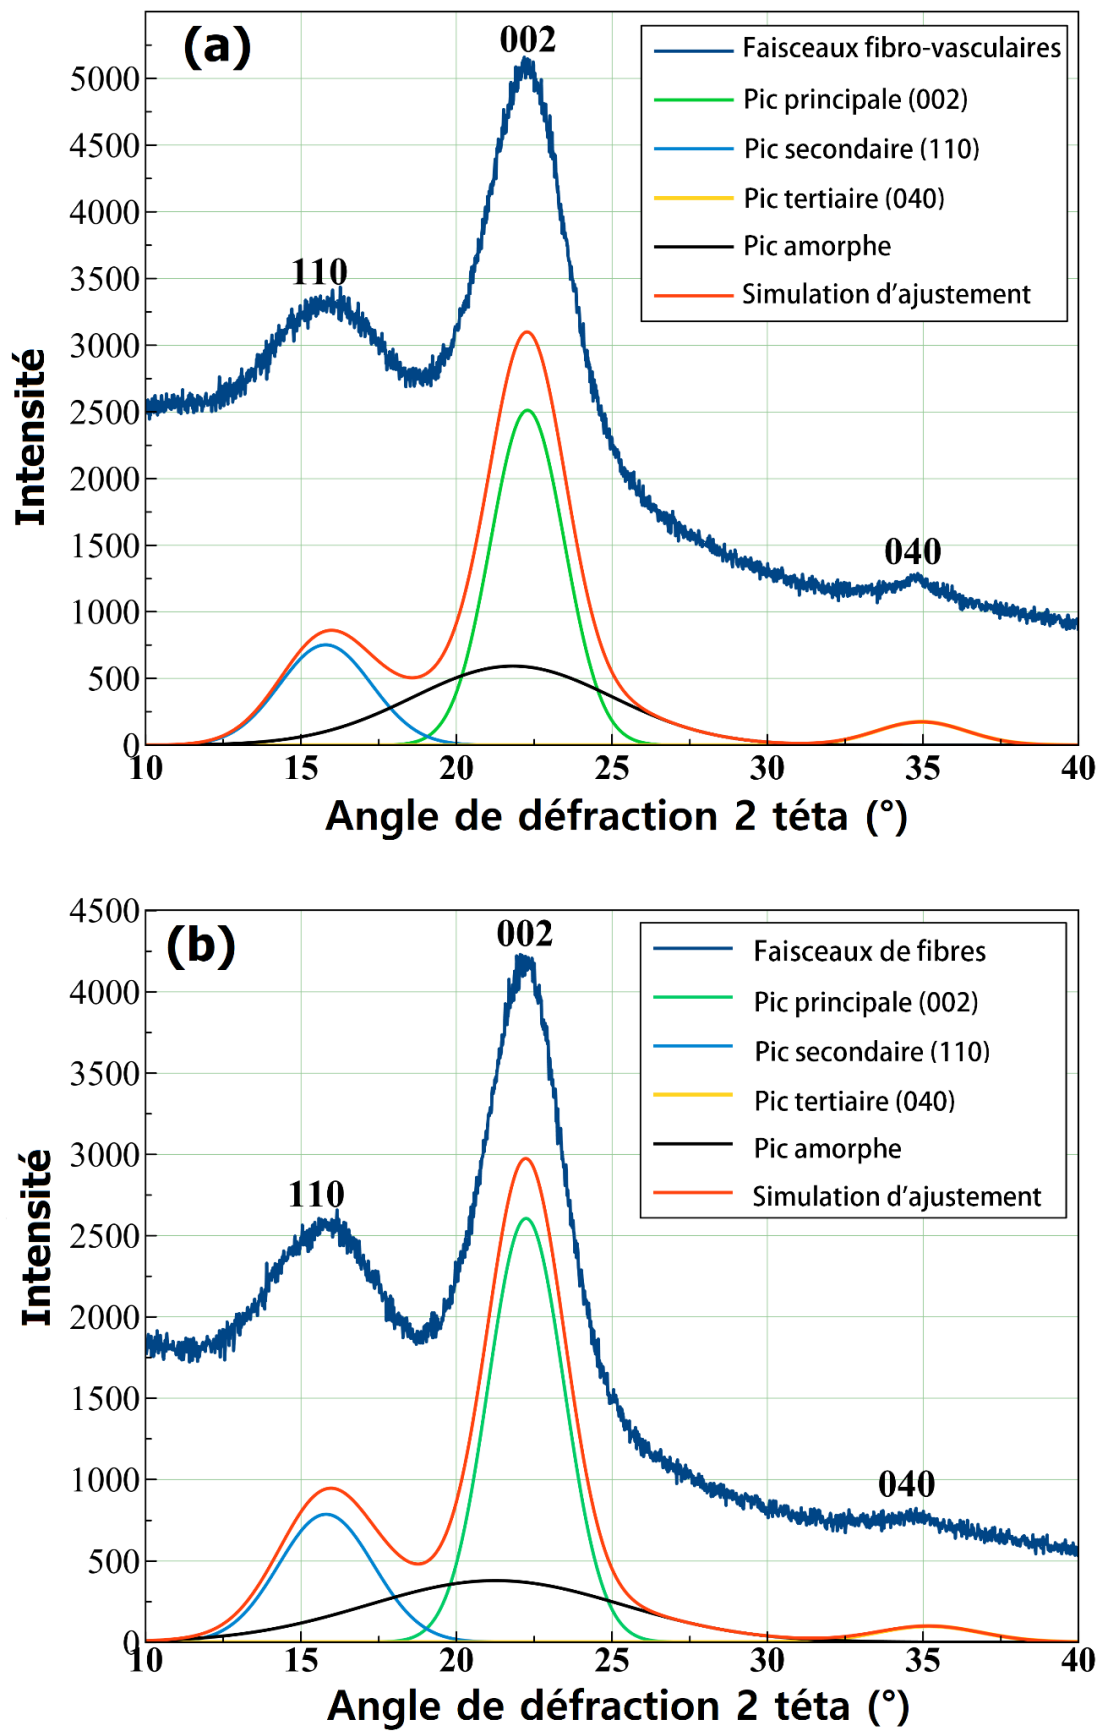 (a)
002
110
040
Faisceaux fibro-vasculaires
Pic principale (002)
Pic secondaire (110)
Pic tertiaire (040)
Pic amorphe
Simulation d'ajustement
5000
4500
4000
3500
3000
2500
2000
1500
1000
500
0
Intensité
10 15 20 25 30 35 40
Angle de défraction 2 téta (°)
(b)
002
110
040
Faisceaux de fibres
Pic principale (002)
Pic secondaire (110)
Pic tertiaire (040)
Pic amorphe
Simulation d'ajustement
4500
4000
3500
3000
2500
2000
1500
1000
500
0
Intensité
10 15 20 25 30 35 40
Angle de défraction 2 téta (°)